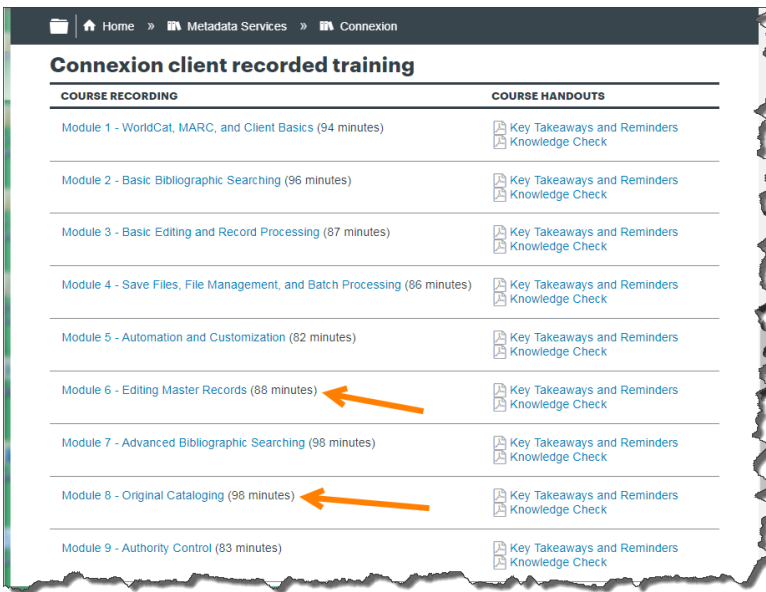 Home » Metadata Services » Connexion
Connexion client recorded training
COURSE RECORDING COURSE HANDOUTS
Module 1 - WorldCat, MARC, and Client Basics (94 minutes) Key Takeaways and Reminders
Knowledge Check
Module 2 - Basic Bibliographic Searching (96 minutes) Key Takeaways and Reminders
Knowledge Check
Module 3 - Basic Editing and Record Processing (87 minutes) Key Takeaways and Reminders
Knowledge Check
Module 4 - Save Files, File Management, and Batch Processing (86 minutes) Key Takeaways and Reminders
Knowledge Check
Module 5 - Automation and Customization (82 minutes) Key Takeaways and Reminders
Knowledge Check
Module 6 - Editing Master Records (88 minutes) Key Takeaways and Reminders
Knowledge Check
Module 7 - Advanced Bibliographic Searching (98 minutes) Key Takeaways and Reminders
Knowledge Check
Module 8 - Original Cataloging (98 minutes) Key Takeaways and Reminders
Knowledge Check
Module 9 - Authority Control (83 minutes) Key Takeaways and Reminders
Knowledge Check